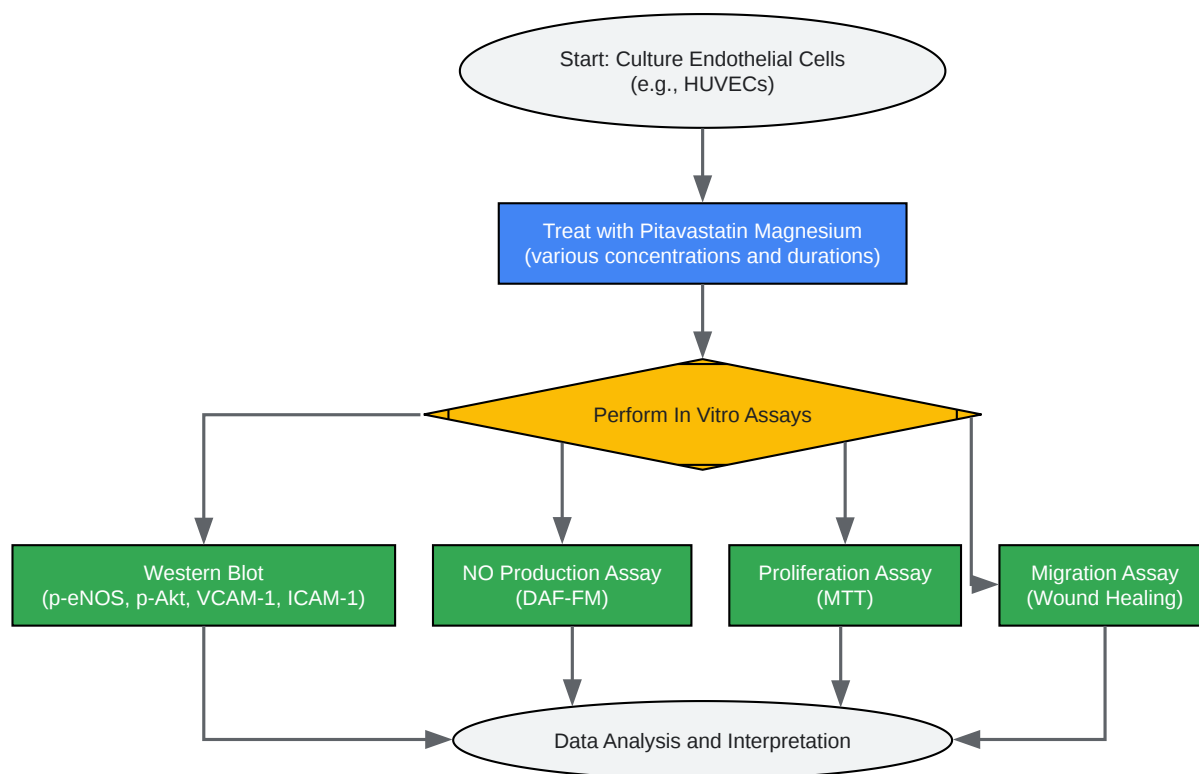 Start: Culture Endothelial Cells
(e.g., HUVECs)
Treat with Pitavastatin Magnesium
(various concentrations and durations)
Perform In Vitro Assays
Western Blot
(p-eNOS, p-Akt, VCAM-1, ICAM-1)
NO Production Assay
(DAF-FM)
Proliferation Assay
(MTT)
Migration Assay
(Wound Healing)
Data Analysis and Interpretation